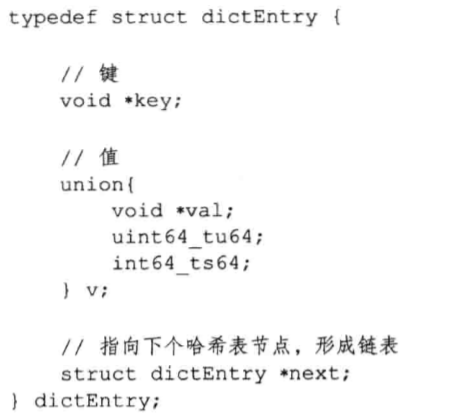 typedef struct dictEntry {
// 键
void *key;
// 值
union{
void *val;
uint64_tu64;
int64_ts64;
} v;
// 指向下个哈希表节点，形成链表
struct dictEntry *next;
} dictEntry;